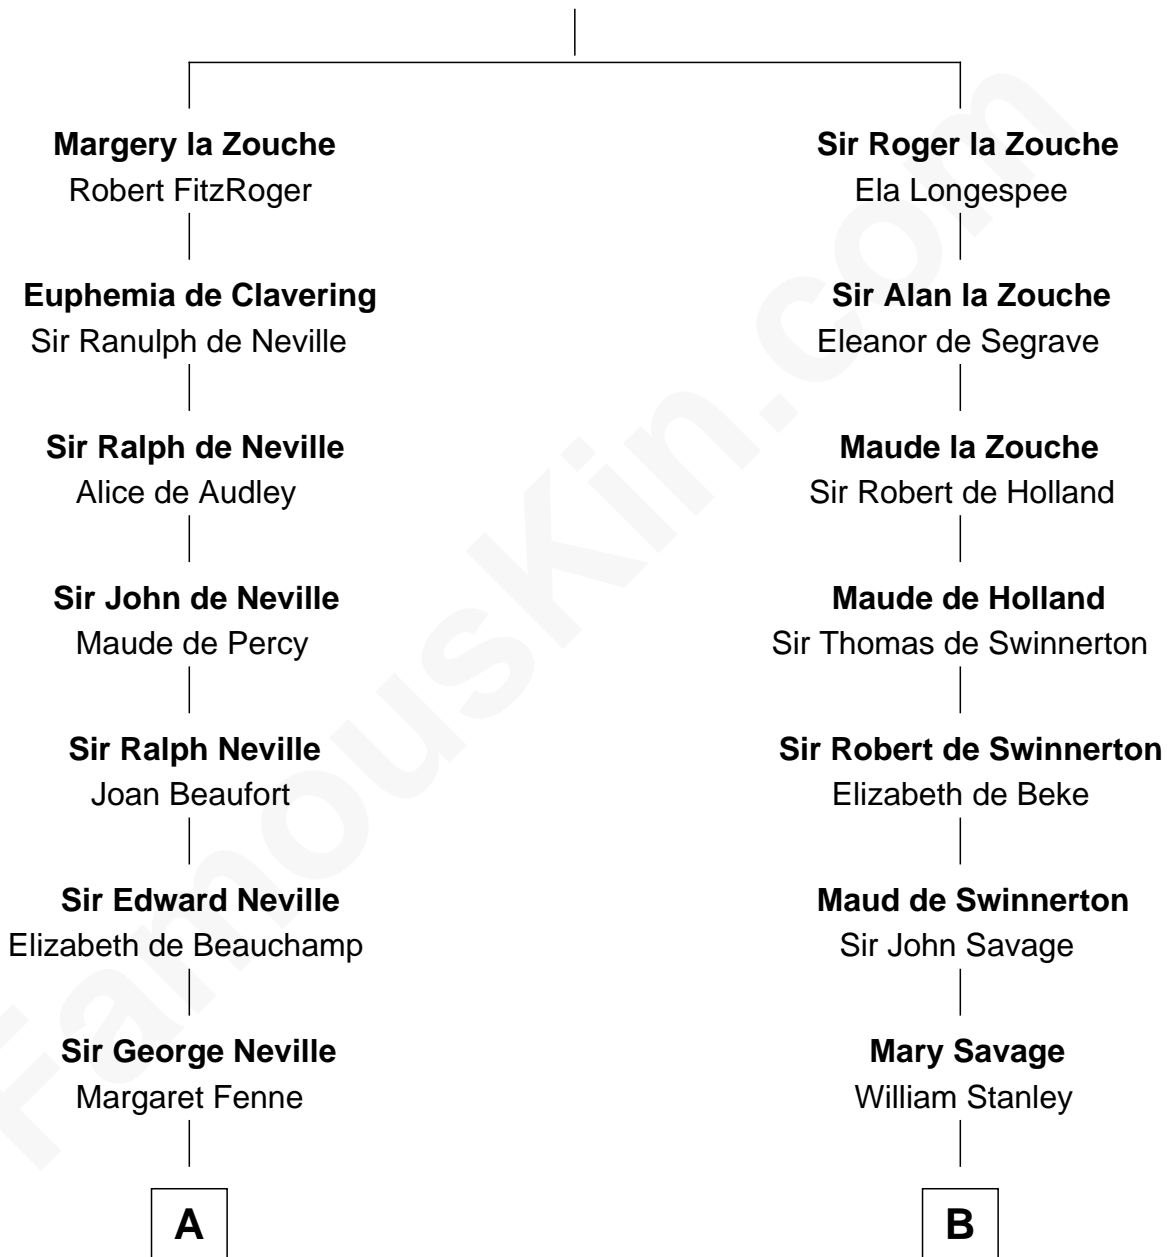 Margery la Zouche
Robert FitzRoger
Sir Roger la Zouche
Ela Longespee
Euphemia de Clavering
Sir Ranulph de Neville
Sir Alan la Zouche
Eleanor de Segrave
Sir Ralph de Neville
Alice de Audley
Maude la Zouche
Sir Robert de Holland
Sir John de Neville
Maude de Percy
Maude de Holland
Sir Thomas de Swinnerton
Sir Ralph Neville
Joan Beaufort
Sir Robert de Swinnerton
Elizabeth de Beke
Sir Edward Neville
Elizabeth de Beauchamp
Maud de Swinnerton
Sir John Savage
Sir George Neville
Margaret Fenne
Mary Savage
William Stanley
A
B
FamousKin.com